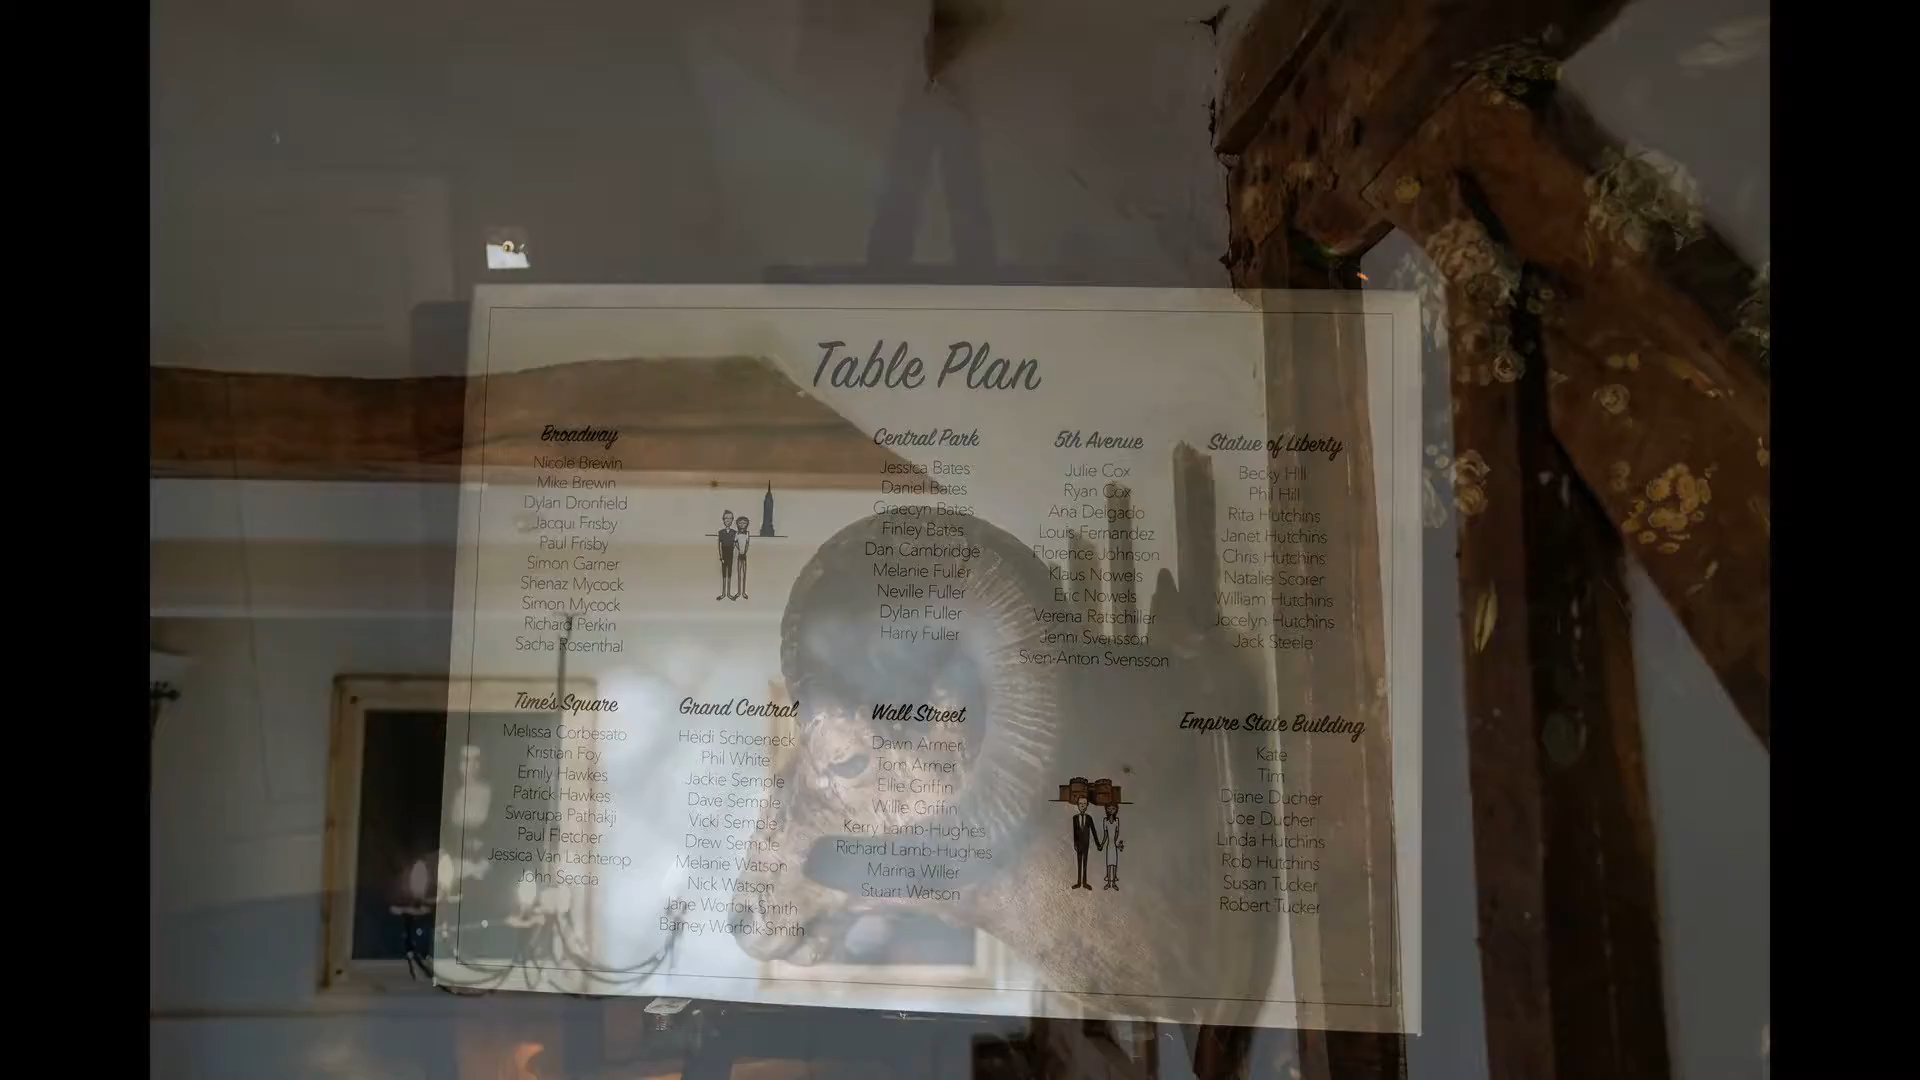 Table Plan
Broadway
Nicole Brewin
Mike Brewin
Dylan Dronfield
Jacqui Frisby
Paul Frisby
Simon Garner
Shenaz Mycock
Simon Mycock
Richard Perkin
Sacha Rosenthal
Central Park
Jessica Bates
Daniel Bates
Graecyn Bates
Finley Bates
Dan Cambridge
Melanie Fuller
Neville Fuller
Dylan Fuller
Harry Fuller
5th Avenue
Julie Cox
Ryan Cox
Ana Delgado
Louis Fernandez
Florence Johnson
Klaus Nowels
Eric Nowels
Verena Ratschiller
Jenni Svensson
Sven-Anton Svensson
Statue of Liberty
Becky Hill
Phil Hill
Rita Hutchins
Janet Hutchins
Chris Hutchins
Natalie Scorer
William Hutchins
Jocelyn Hutchins
Jack Steele
Time's Square
Melissa Corbesato
Kristian Foy
Emily Hawkes
Patrick Hawkes
Swarupa Pathakji
Paul Fletcher
Jessica Van Lachterop
John Seccia
Grand Central
Heidi Schoeneck
Phil White
Jackie Semple
Dave Semple
Vicki Semple
Drew Semple
Melanie Watson
Nick Watson
Jane Worfolk-Smith
Barney Worfolk-Smith
Wall Street
Dawn Armer
Tom Armer
Ellie Griffin
Willie Griffin
Kerry Lamb-Hughes
Richard Lamb-Hughes
Marina Willer
Stuart Watson
Empire State Building
Kate
Tim
Diane Ducher
Joe Ducher
Linda Hutchins
Rob Hutchins
Susan Tucker
Robert Tucker